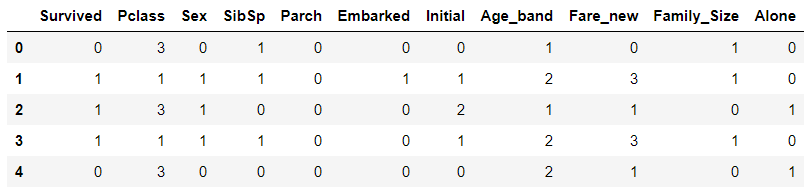 Survived Pclass Sex SibSp Parch Embarked Initial Age_band Fare_new Family_Size Alone
0 0 3 0 1 0 0 0 1 0 1 0
1 1 1 1 1 0 1 1 2 3 1 0
2 1 3 1 0 0 0 2 1 1 0 1
3 1 1 1 1 0 0 1 2 3 1 0
4 0 3 0 0 0 0 0 2 1 0 1